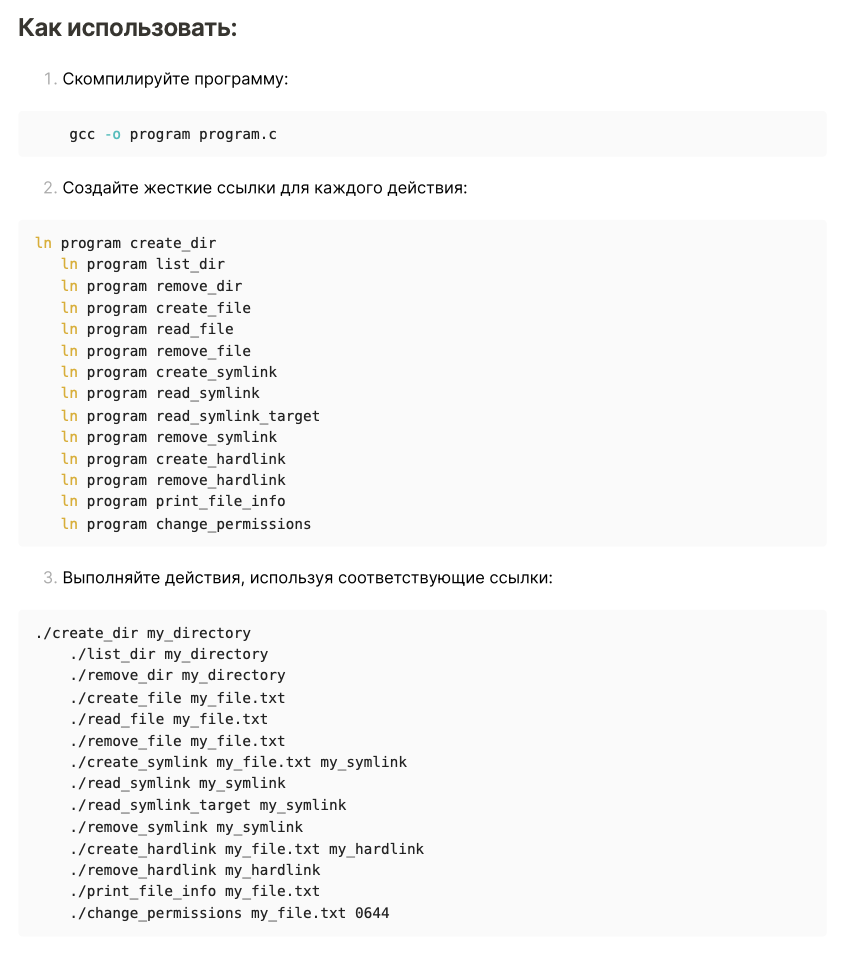 Как использовать:
1. Скомпилируйте программу:
gcc -o program program.c
2. Создайте жесткие ссылки для каждого действия:
ln program create_dir
ln program list_dir
ln program remove_dir
ln program create_file
ln program read_file
ln program remove_file
ln program create_symlink
ln program read_symlink
ln program read_symlink_target
ln program remove_symlink
ln program create_hardlink
ln program remove_hardlink
ln program print_file_info
ln program change_permissions
3. Выполняйте действия, используя соответствующие ссылки:
./create_dir my_directory
./list_dir my_directory
./remove_dir my_directory
./create_file my_file.txt
./read_file my_file.txt
./remove_file my_file.txt
./create_symlink my_file.txt my_symlink
./read_symlink my_symlink
./read_symlink_target my_symlink
./remove_symlink my_symlink
./create_hardlink my_file.txt my_hardlink
./remove_hardlink my_hardlink
./print_file_info my_file.txt
./change_permissions my_file.txt 0644